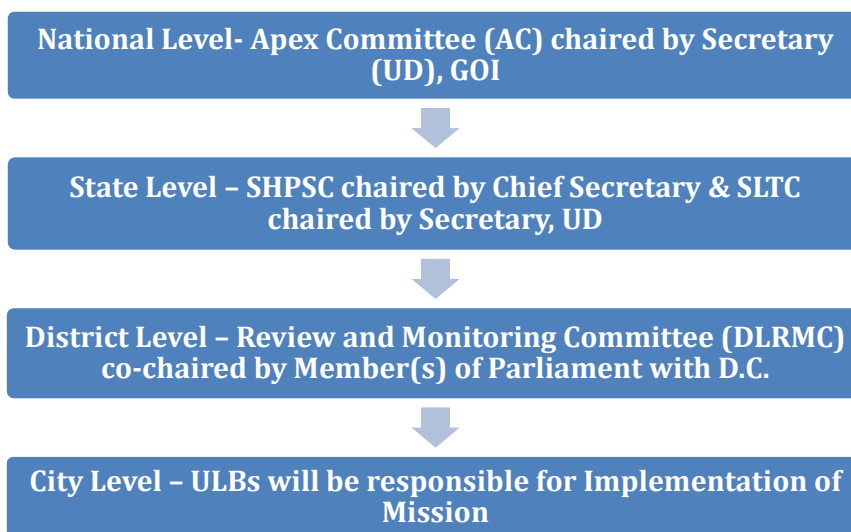 National Level- Apex Committee (AC) chaired by Secretary
(UD), GOI
State Level – SHPSC chaired by Chief Secretary & SLTC
chaired by Secretary, UD
District Level – Review and Monitoring Committee (DLRMC)
co-chaired by Member(s) of Parliament with D.C.
City Level – ULBs will be responsible for Implementation of
Mission